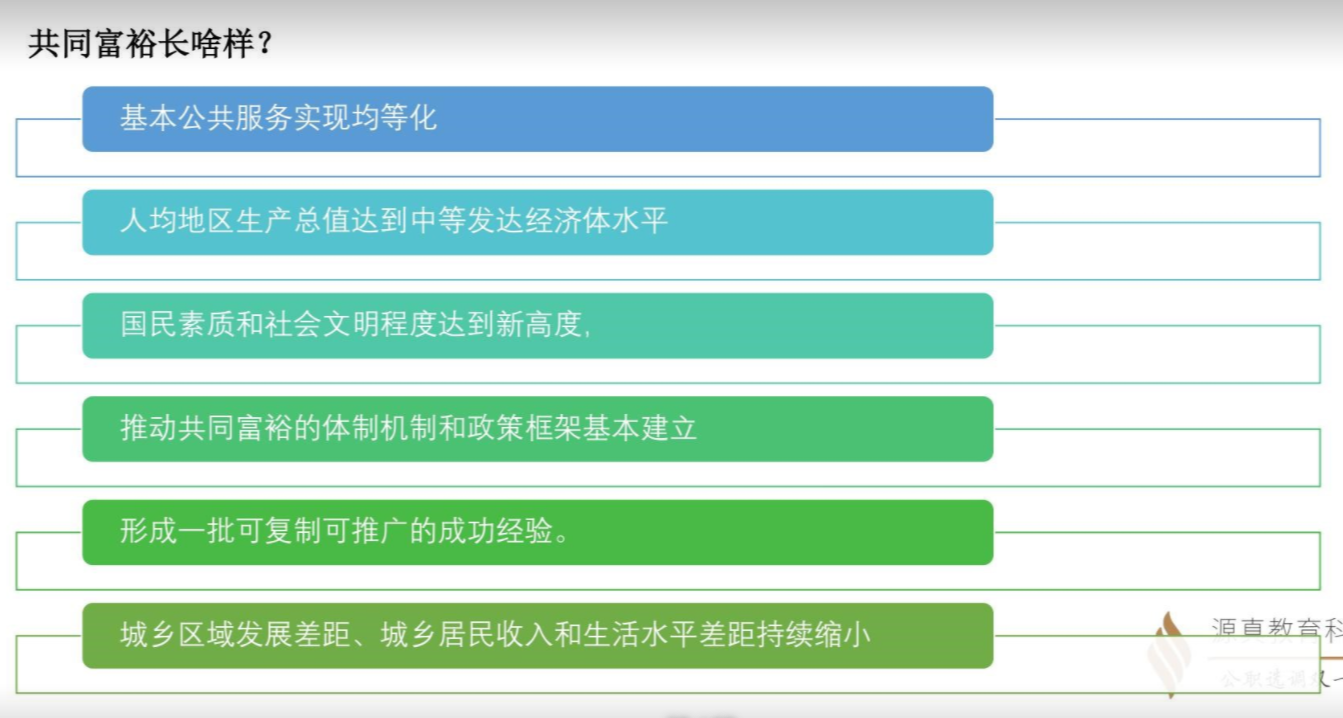 共同富裕长啥样？
基本公共服务实现均等化
人均地区生产总值达到中等发达经济体水平
国民素质和社会文明程度达到新高度,
推动共同富裕的体制机制和政策框架基本建立
形成一批可复制可推广的成功经验。
城乡区域发展差距、城乡居民收入和生活水平差距持续缩小
源真教育科
公职选调